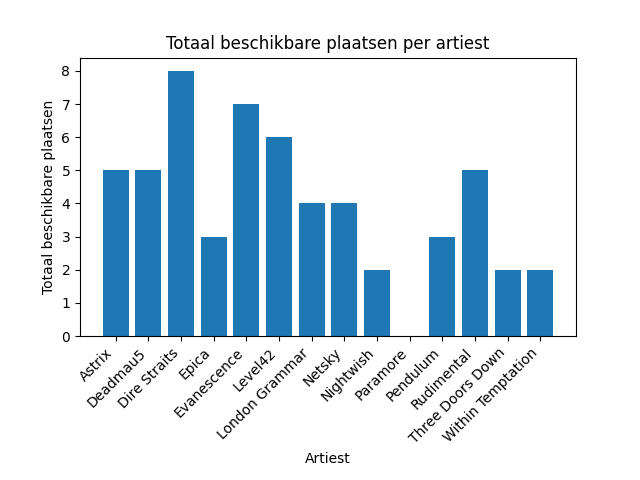 Totaal beschikbare plaatsen per artiest
Totaal beschikbare plaatsen
8
7
6
5
4
3
2
1
0
Astrix
Deadmau5
Dire Straits
Epica
Evanescence
Level42
London Grammar
Netsky
Nightwish
Paramore
Pendulum
Rudimental
Three Doors Down
Within Temptation
Artiest